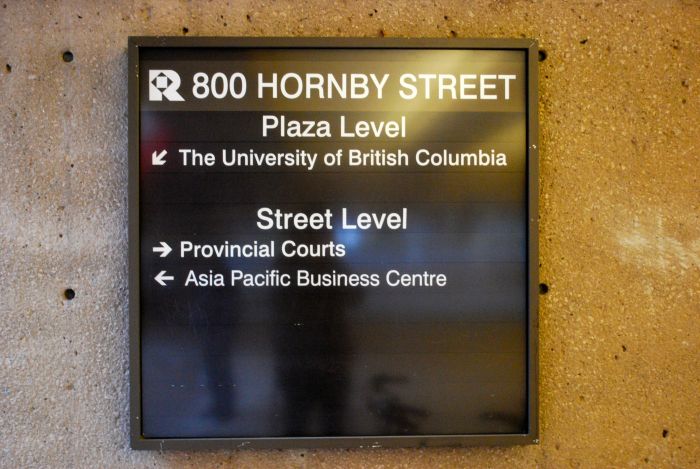 R 800 HORNBY STREET
Plaza Level
↙ The University of British Columbia
Street Level
→ Provincial Courts
← Asia Pacific Business Centre